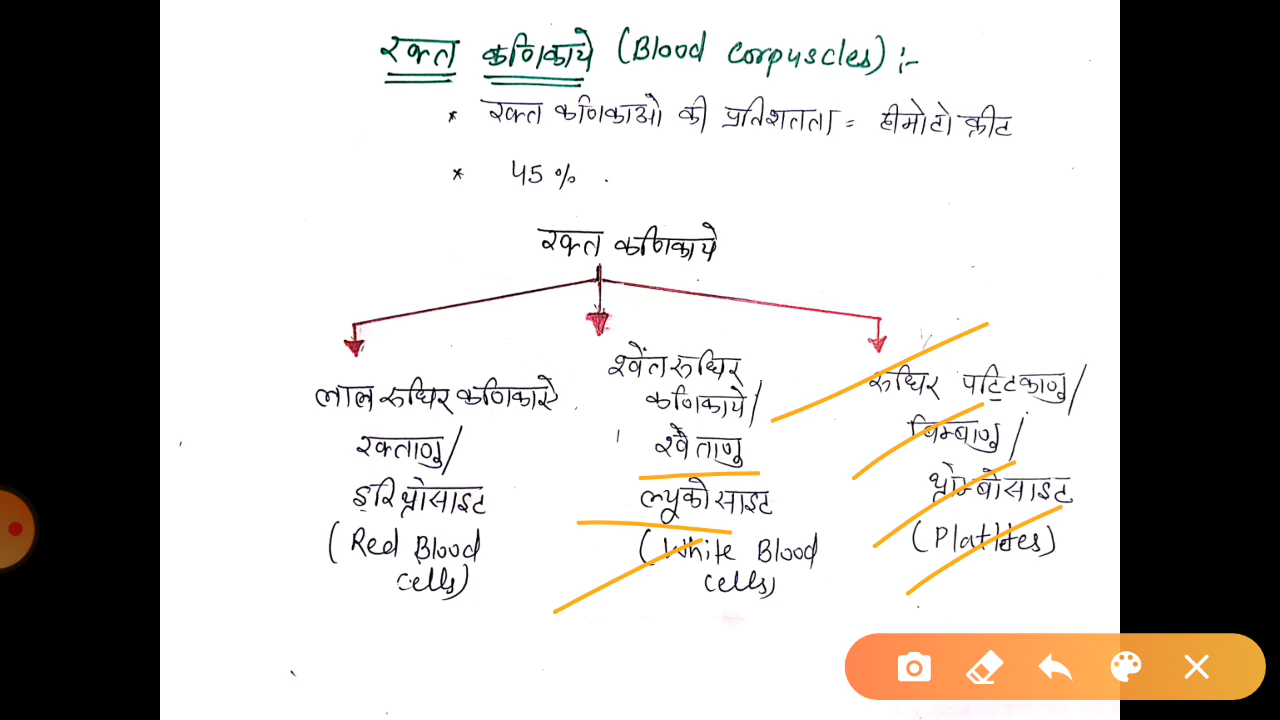 रक्त कणिकाये (Blood Corpuscles) :-
* रक्त कणिकाओ की प्रतिशतता = हीमोटो क्रीट
* 45 % .
रक्त कणिकाये
लाल रुधिर कणिकाऐ
रक्ताणु/
इरिथ्रोसाइट
(Red Blood
cells)
श्वेंत रुधिर
कणिकाये/
श्वैताणु
ल्यूकोसाइट
(White Blood
cells)
रुधिर पट्टिकाणु/
बिम्बाणु/
थ्रोम्बोसाइट
(Platletes)